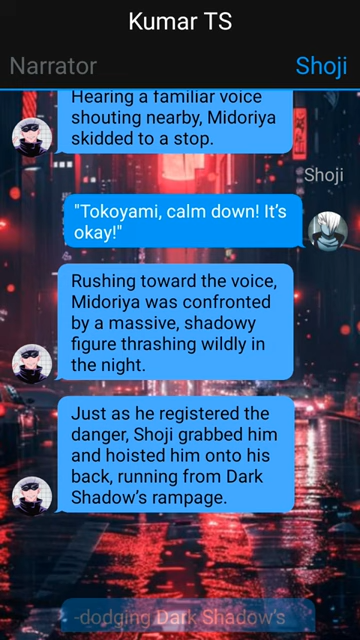 Kumar TS
Narrator
Shoji
Hearing a familiar voice
shouting nearby, Midoriya
skidded to a stop.
Shoji
"Tokoyami, calm down! It's
okay!"
Rushing toward the voice,
Midoriya was confronted
by a massive, shadowy
figure thrashing wildly in
the night.
Just as he registered the
danger, Shoji grabbed him
and hoisted him onto his
back, running from Dark
Shadow's rampage.
-dodging Dark Shadow's